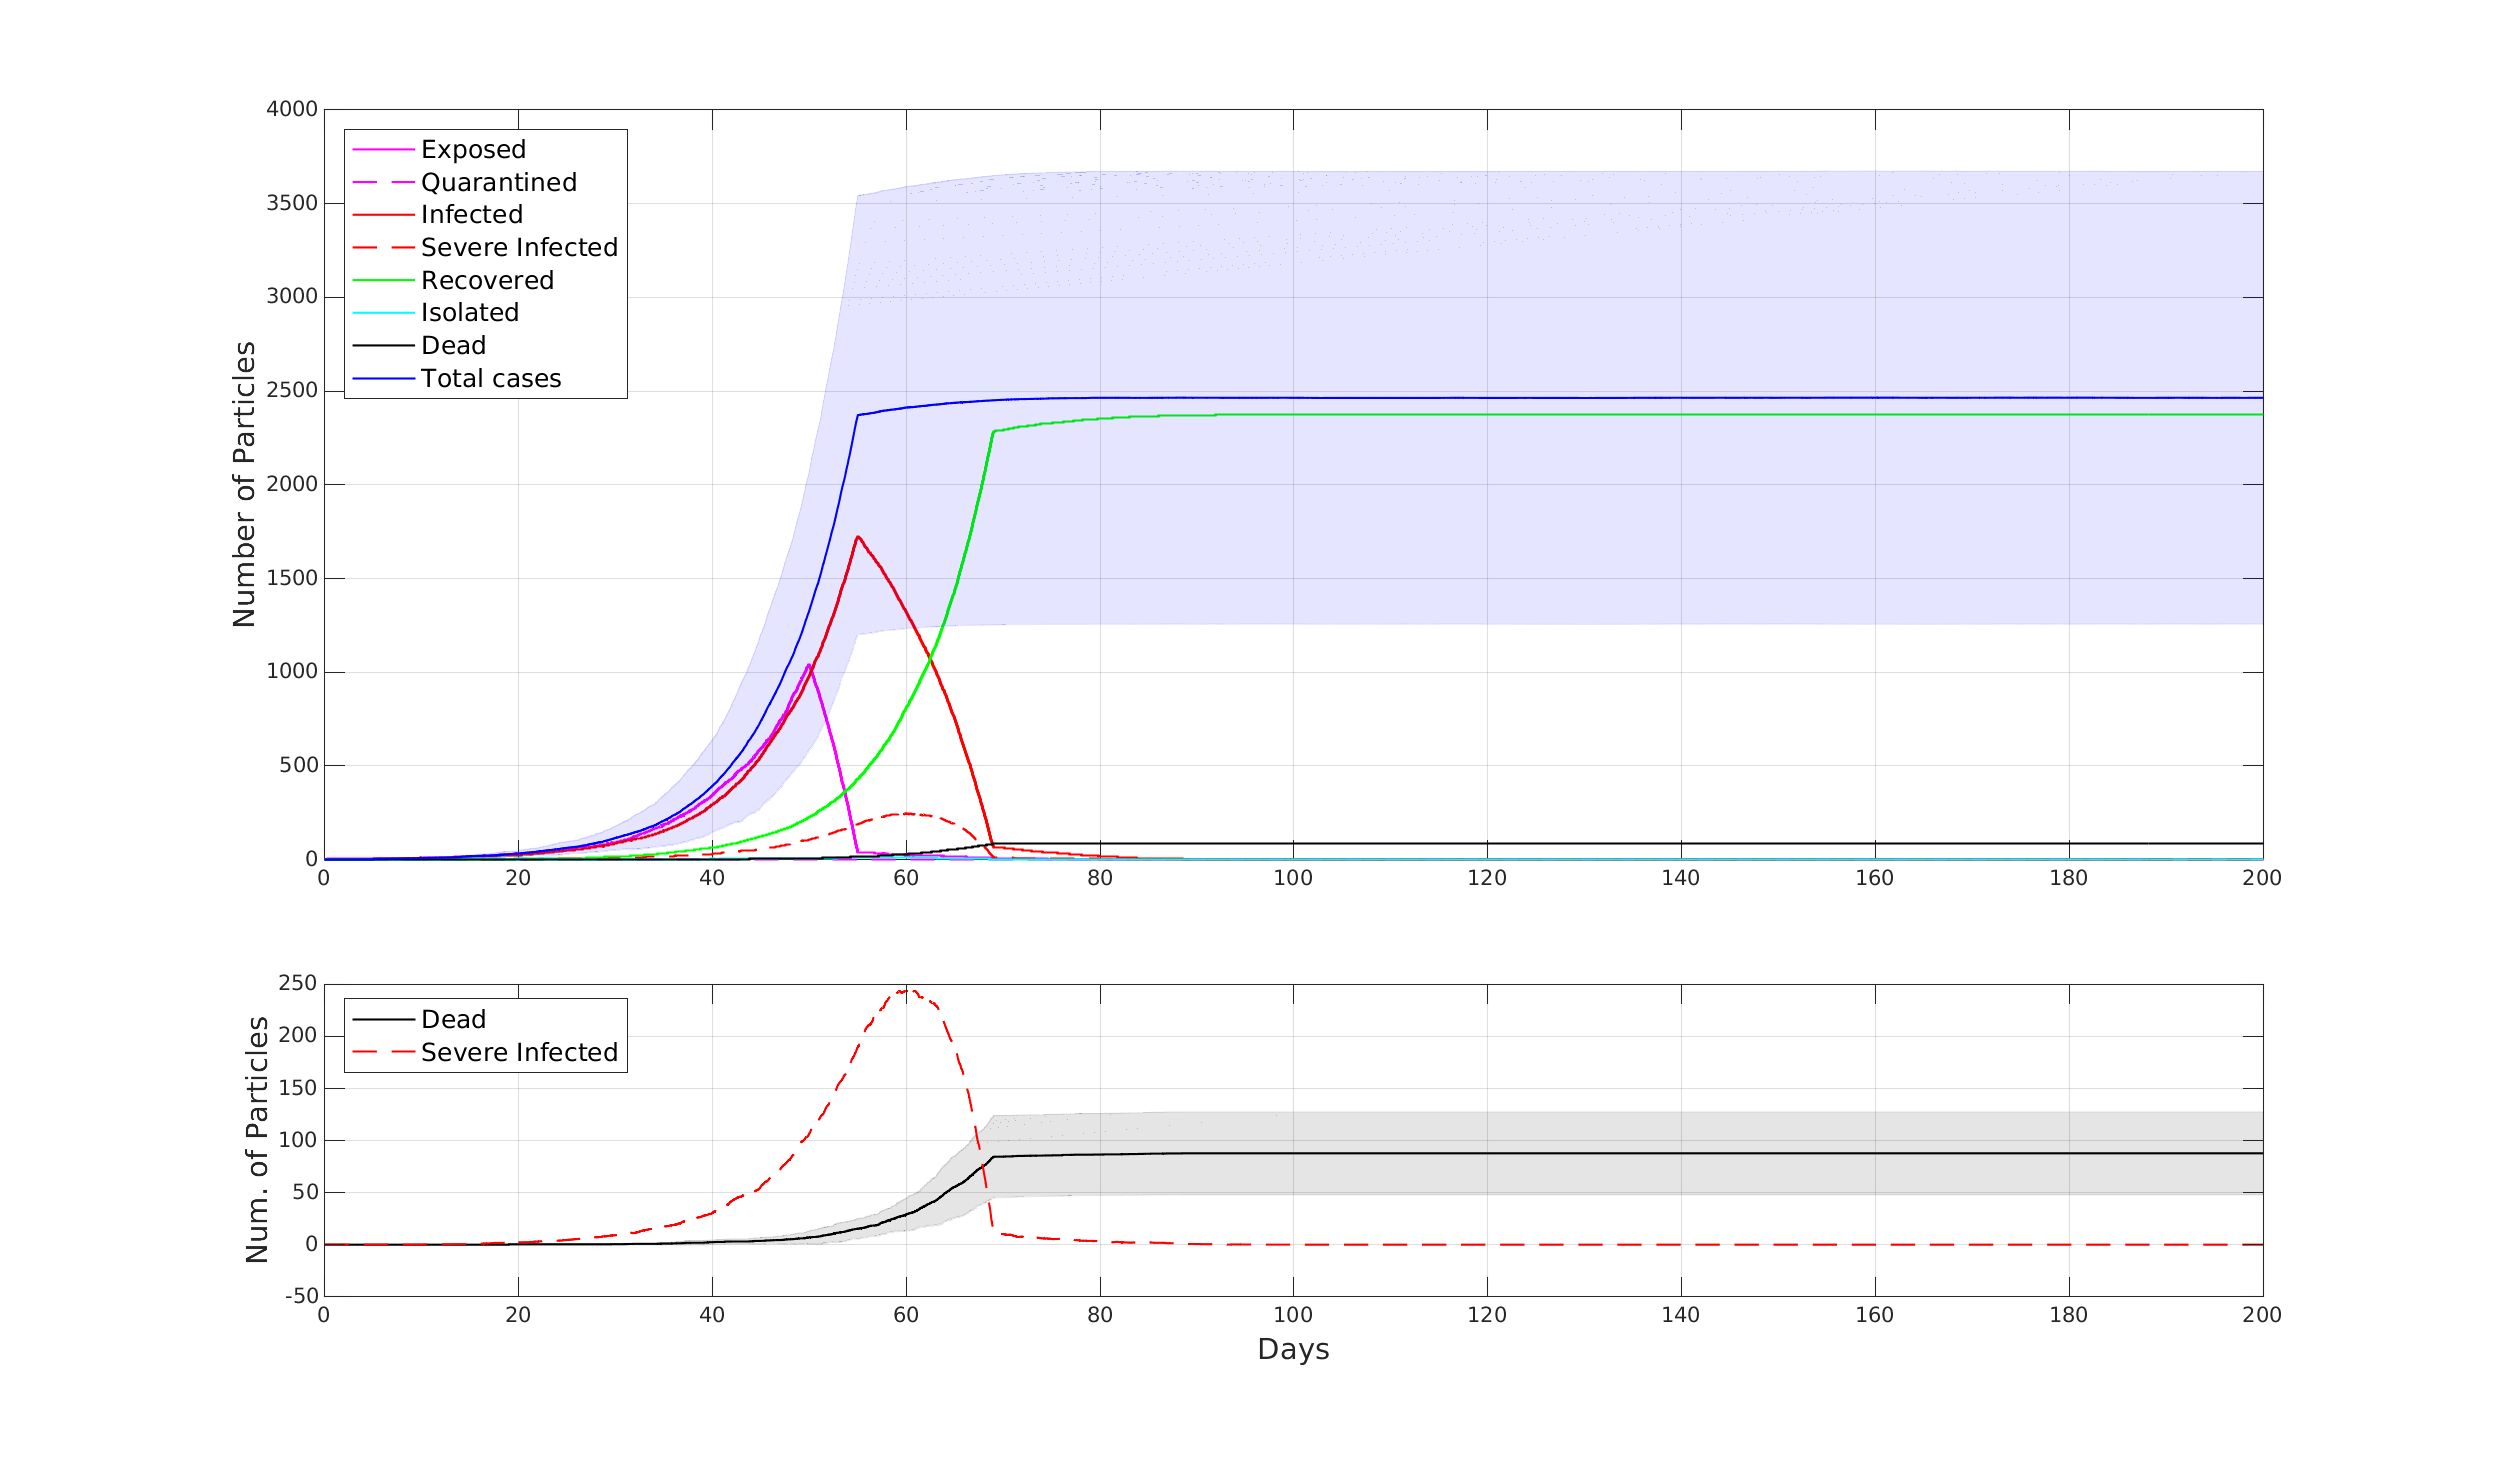 Number of Particles
4000
3500
3000
2500
2000
1500
1000
500
0
Exposed
Quarantined
Infected
Severe Infected
Recovered
Isolated
Dead
Total cases
0 20 40 60 80 100 120 140 160 180 200
Num. of Particles
250
200
150
100
50
0
-50
Dead
Severe Infected
0 20 40 60 80 100 120 140 160 180 200
Days